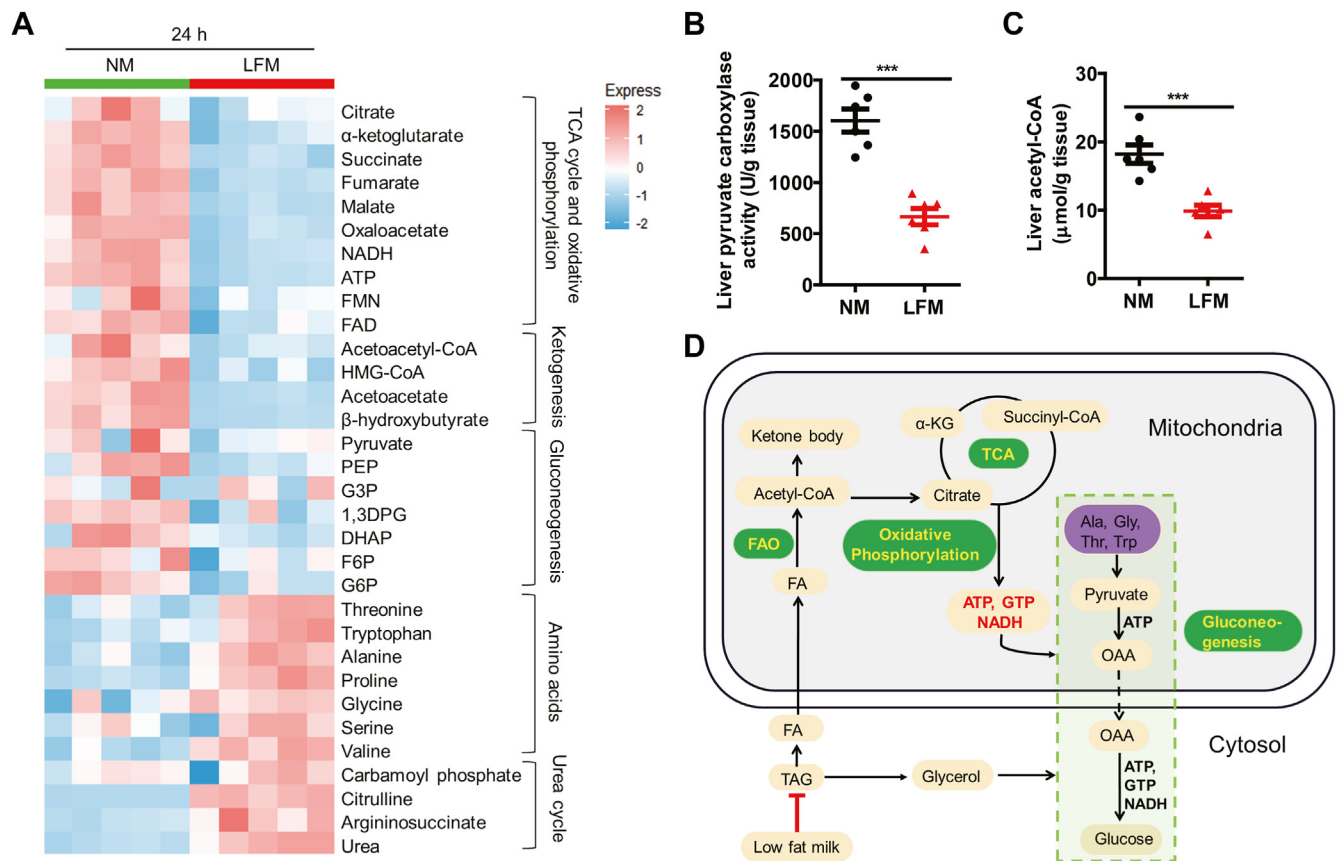 A
24 h
NM
LFM
Express
2
1
0
-1
-2
Citrate
α-ketoglutarate
Succinate
Fumarate
Malate
Oxaloacetate
NADH
ATP
FMN
FAD
Acetoacetyl-CoA
HMG-CoA
Acetoacetate
β-hydroxybutyrate
Pyruvate
PEP
G3P
1,3DPG
DHAP
F6P
G6P
Threonine
Tryptophan
Alanine
Proline
Glycine
Serine
Valine
Carbamoyl phosphate
Citrulline
Argininosuccinate
Urea
TCA cycle and oxidative
phosphorylation
Ketogenesis
Gluconeogenesis
Amino acids
Urea cycle
B
Liver pyruvate carboxylase
activity (U/g tissue)
2000
1500
1000
500
0
***
NM
LFM
C
Liver acetyl-CoA
(μmol/g tissue)
30
20
10
0
***
NM
LFM
D
Mitochondria
Ketone body
α-KG
Succinyl-CoA
TCA
Acetyl-CoA
Citrate
FAO
Oxidative
Phosphorylation
Ala, Gly,
Thr, Trp
FA
ATP, GTP
NADH
Pyruvate
ATP
OAA
Gluconeo-
genesis
FA
OAA
Cytosol
TAG
Glycerol
ATP,
GTP
NADH
Low fat milk
Glucose